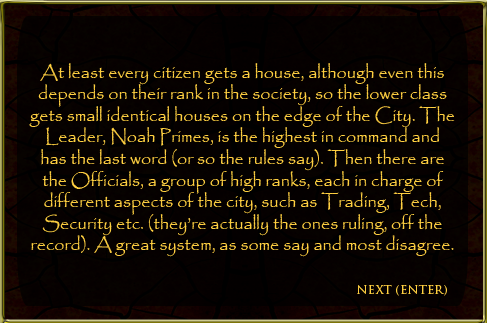 At least every citizen gets a house, although even this
depends on their rank in the society, so the lower class
gets small identical houses on the edge of the City. The
Leader, Noah Primes, is the highest in command and
has the last word (or so the rules say). Then there are
the Officials, a group of high ranks, each in charge of
different aspects of the city, such as Trading, Tech,
Security etc. (they're actually the ones ruling, off the
record). A great system, as some say and most disagree.
NEXT (ENTER)